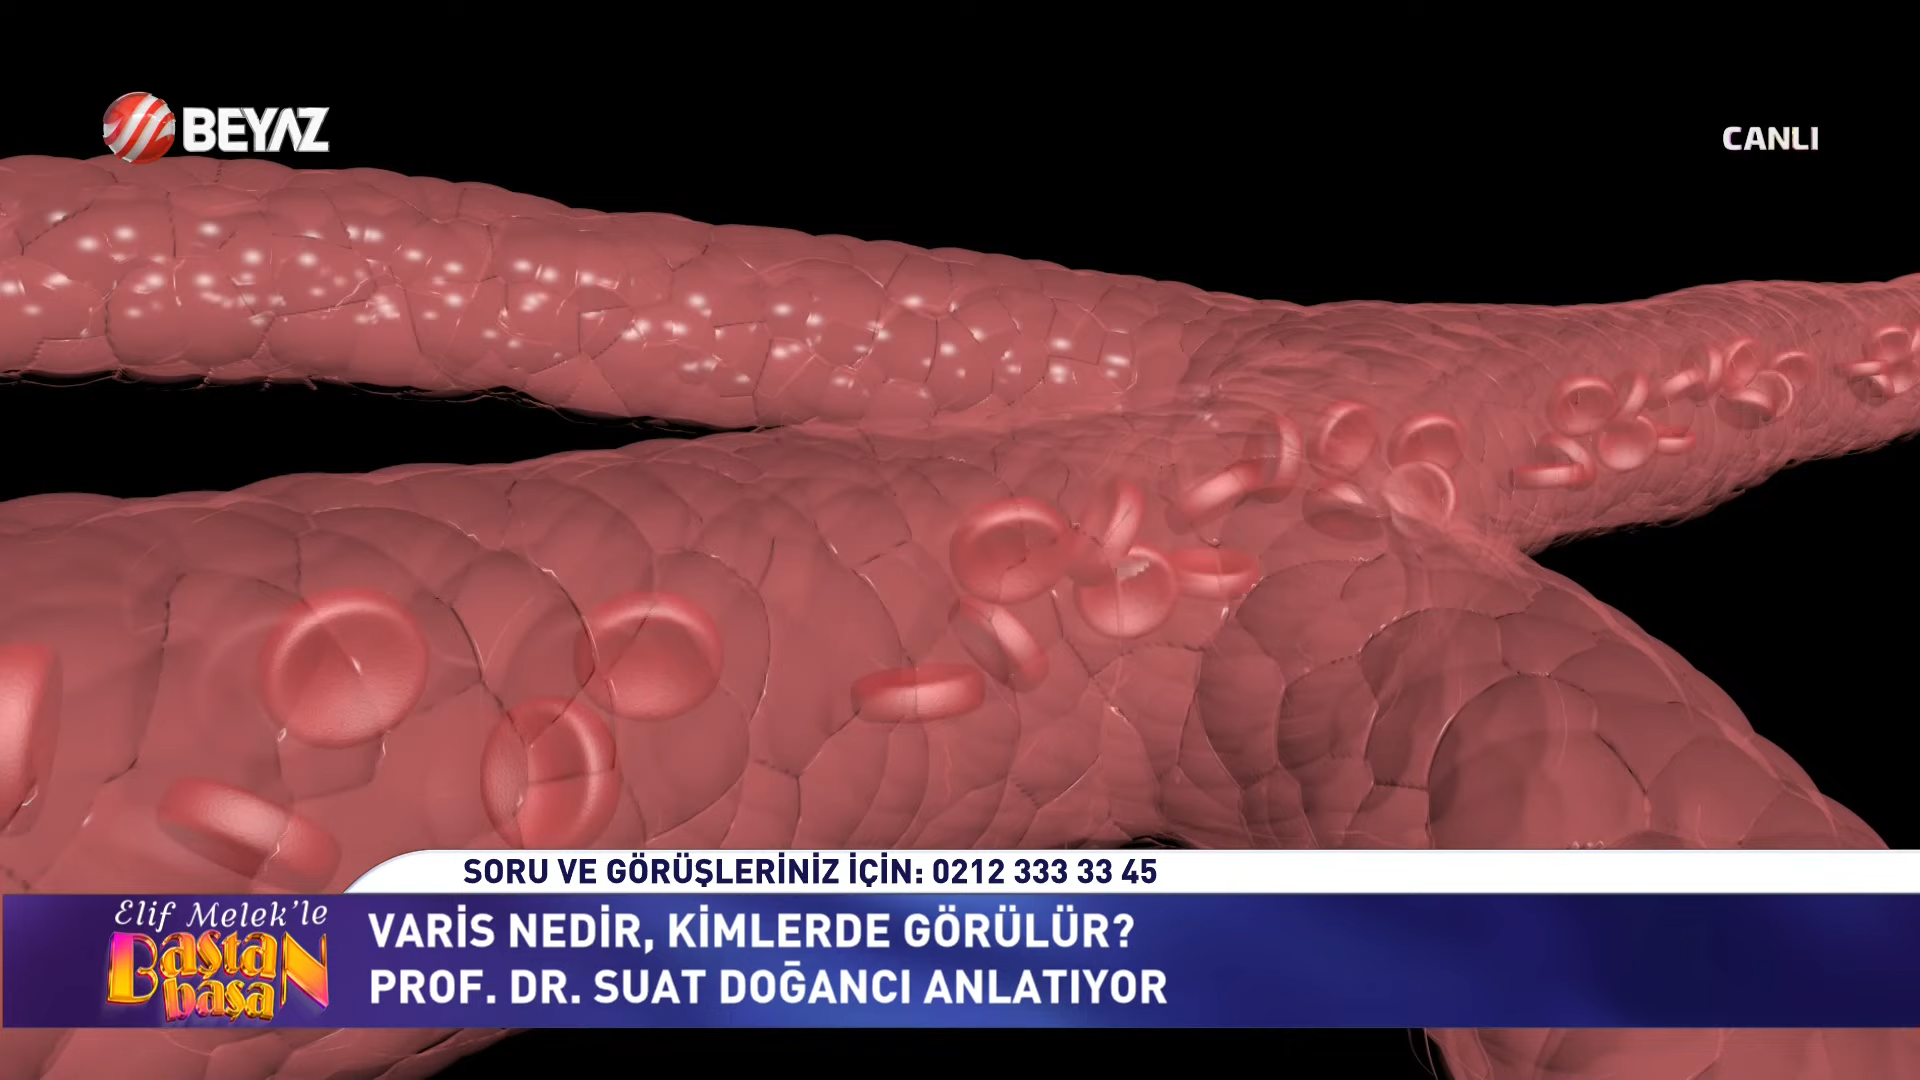 BEYAZ
CANLI
SORU VE GÖRÜŞLERİNİZ İÇİN: 0212 333 33 45
Elif Melek'le
Baştan
başa
VARİS NEDİR, KİMLERDE GÖRÜLÜR?
PROF. DR. SUAT DOĞANCI ANLATIYOR